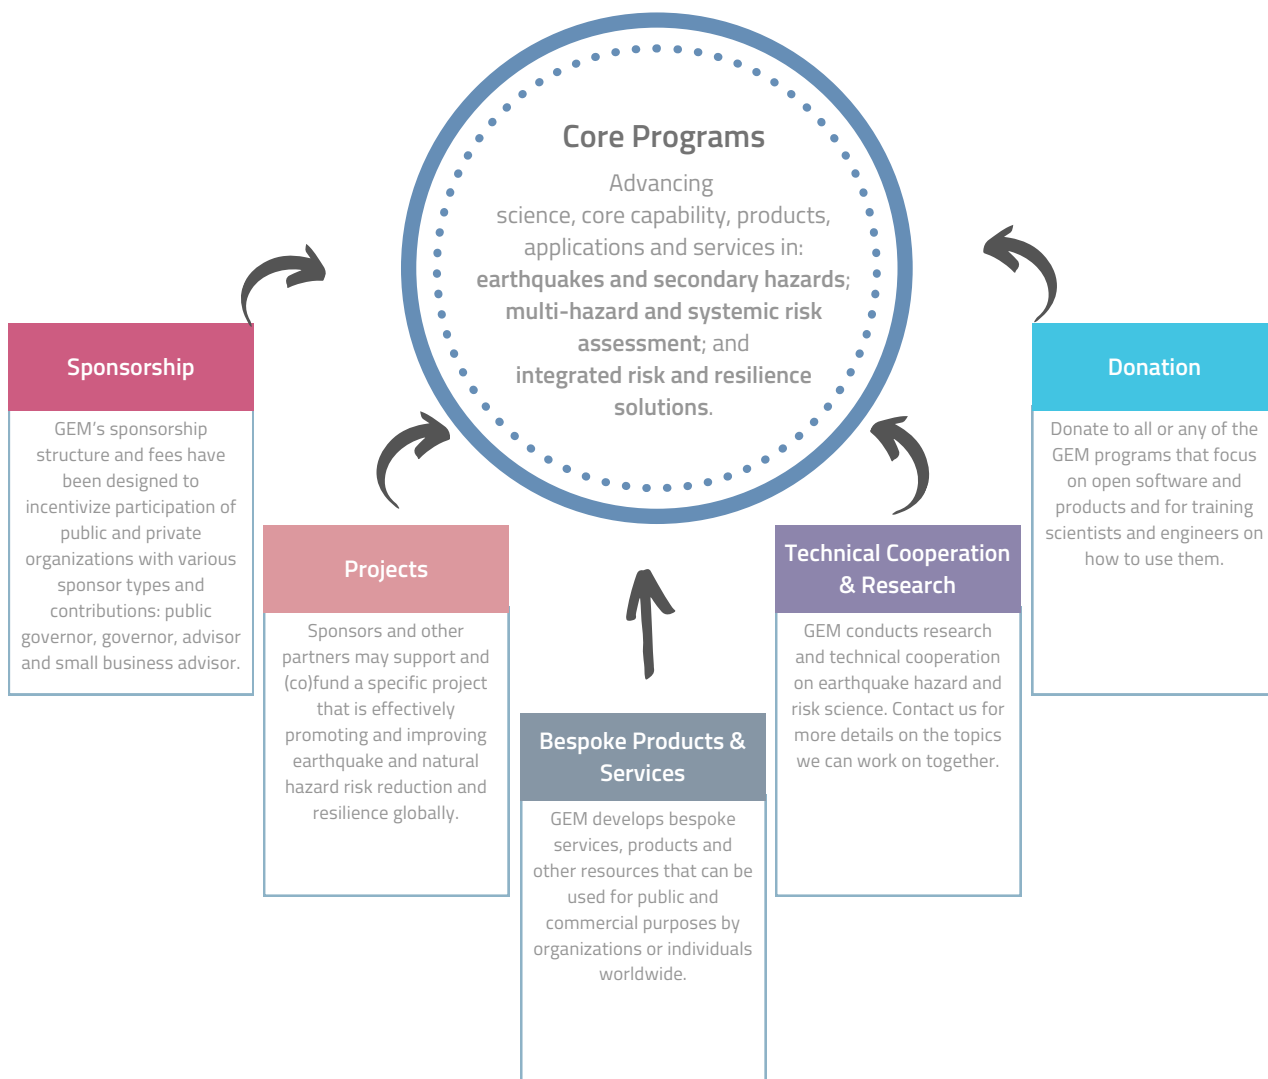 Core Programs
Advancing
science, core capability, products,
applications and services in:
earthquakes and secondary hazards;
multi-hazard and systemic risk
assessment; and
integrated risk and resilience
solutions.
Sponsorship
GEM’s sponsorship
structure and fees have
been designed to
incentivize participation of
public and private
organizations with various
sponsor types and
contributions: public
governor, governor, advisor
and small business advisor.
Projects
Sponsors and other
partners may support and
(co)fund a specific project
that is effectively
promoting and improving
earthquake and natural
hazard risk reduction and
resilience globally.
Bespoke Products &
Services
GEM develops bespoke
services, products and
other resources that can be
used for public and
commercial purposes by
organizations or individuals
worldwide.
Technical Cooperation
& Research
GEM conducts research
and technical cooperation
on earthquake hazard and
risk science. Contact us for
more details on the topics
we can work on together.
Donation
Donate to all or any of the
GEM programs that focus
on open software and
products and for training
scientists and engineers on
how to use them.